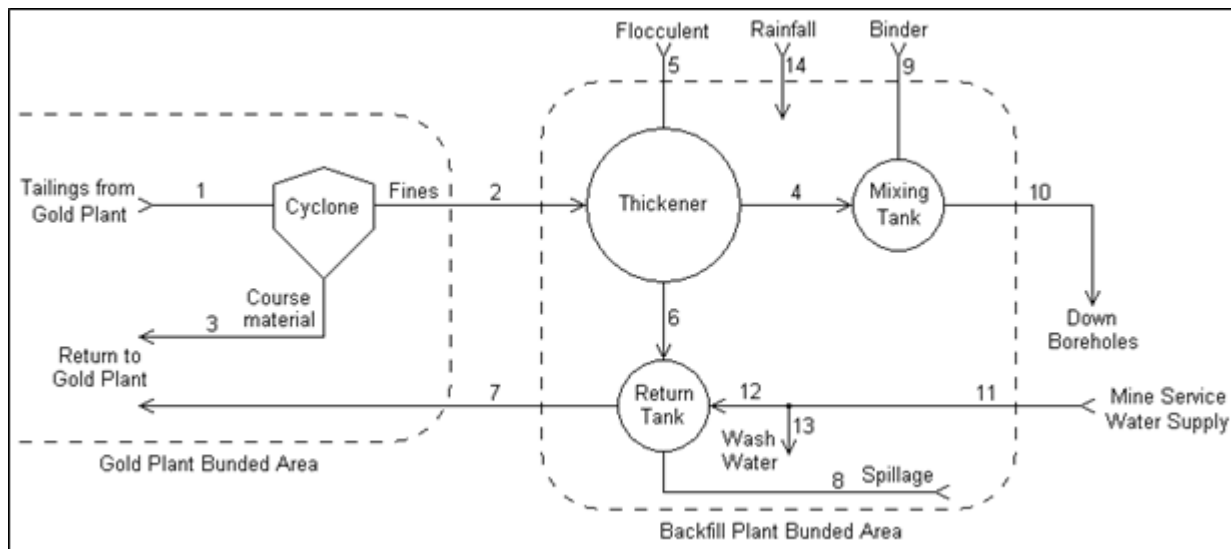 Flocculent
Rainfall
Binder
5
14
9
Tailings from
Gold Plant
1
Cyclone
Fines
2
Thickener
4
Mixing
Tank
10
Course
material
3
6
Down
Boreholes
Return to
Gold Plant
7
Return
Tank
12
11
Mine Service
Water Supply
13
Wash
Water
Gold Plant Bunded Area
8
Spillage
Backfill Plant Bunded Area